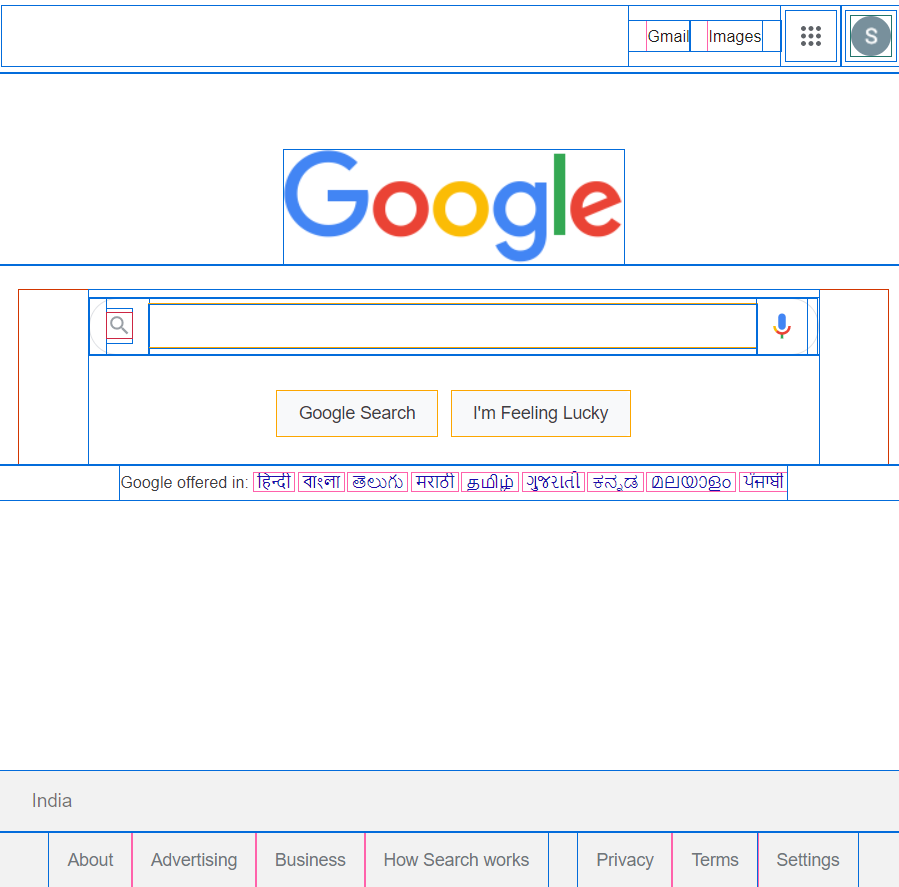 Gmail Images S
Google
Google Search I'm Feeling Lucky
Google offered in: हिन्दी বাংলা తెలుగు मराठी தமிழ் ગુજરાતી ಕನ್ನಡ മലയാളം ਪੰਜਾਬੀ
India
About Advertising Business How Search works Privacy Terms Settings